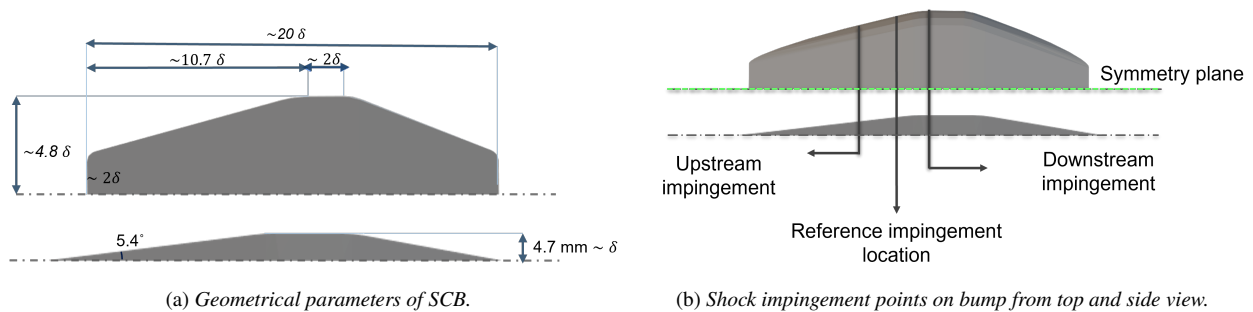 ~20 δ
~10.7 δ
~ 2δ
~4.8 δ
~ 2δ
5.4°
4.7 mm ~ δ
(a) Geometrical parameters of SCB.
Symmetry plane
Upstream
impingement
Downstream
impingement
Reference impingement
location
(b) Shock impingement points on bump from top and side view.